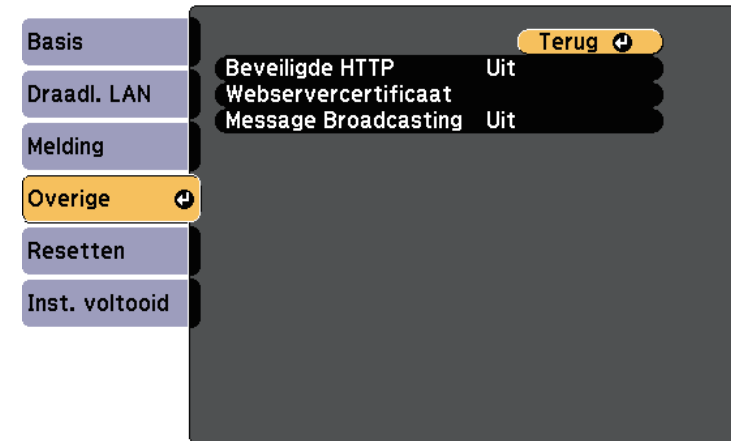 Basis
Draadl. LAN
Melding
Overige
Resetten
Inst. voltooid
Terug
Beveiligde HTTP Uit
Webservercertificaat
Message Broadcasting Uit